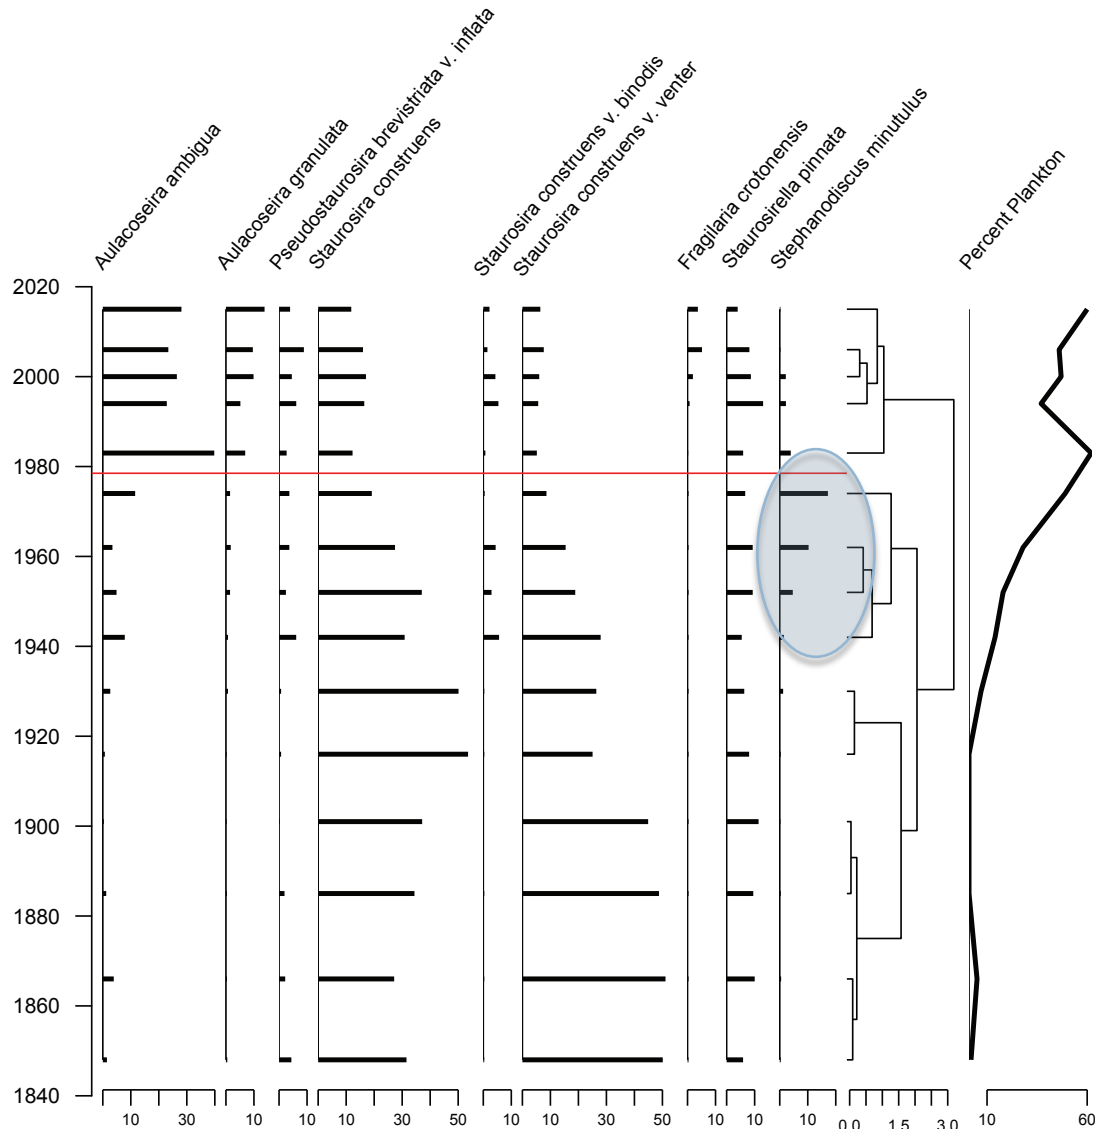 Aulacoseira ambigua
Aulacoseira granulata
Pseudostaurosira brevistriata v. inflata
Staurosira construens
Staurosira construens v. binodis
Staurosira construens v. venter
Fragilaria crotonensis
Staurosirella pinnata
Stephanodiscus minutulus
Percent Plankton
2020
2000
1980
1960
1940
1920
1900
1880
1860
1840
10 30 10 10 10 30 50 10 10 30 50 10 10 10 0.0 1.5 3.0 10 60